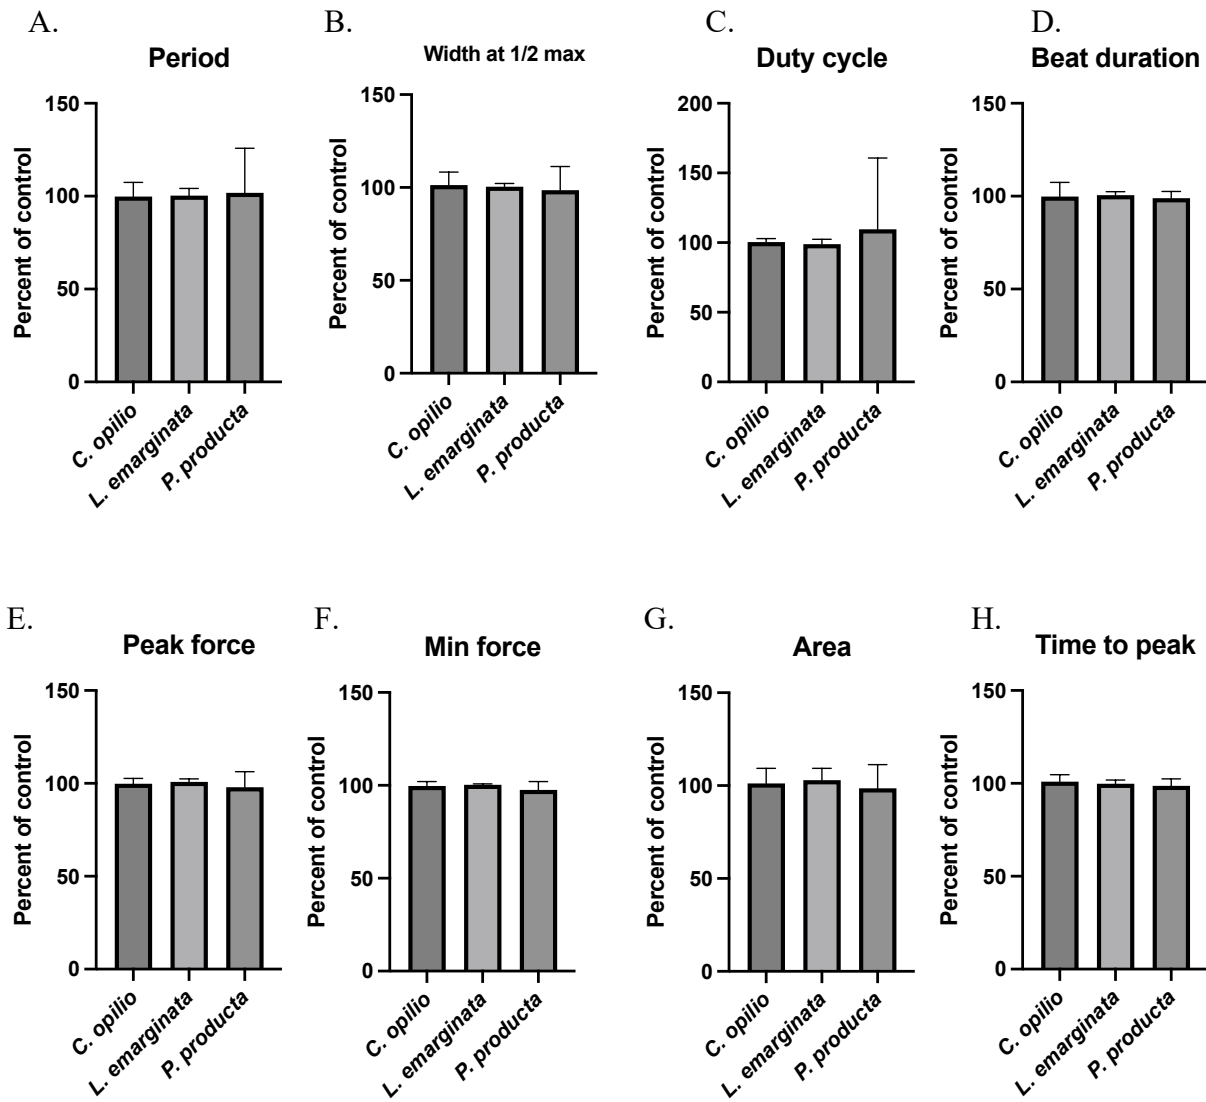 A.
Period
Percent of control
150
100
50
0
C. opilio
L. emarginata
P. producta
B.
Width at 1/2 max
Percent of control
150
100
50
0
C. opilio
L. emarginata
P. producta
C.
Duty cycle
Percent of control
200
150
100
50
0
C. opilio
L. emarginata
P. producta
D.
Beat duration
Percent of control
150
100
50
0
C. opilio
L. emarginata
P. producta
E.
Peak force
Percent of control
150
100
50
0
C. opilio
L. emarginata
P. producta
F.
Min force
Percent of control
150
100
50
0
C. opilio
L. emarginata
P. producta
G.
Area
Percent of control
150
100
50
0
C. opilio
L. emarginata
P. producta
H.
Time to peak
Percent of control
150
100
50
0
C. opilio
L. emarginata
P. producta